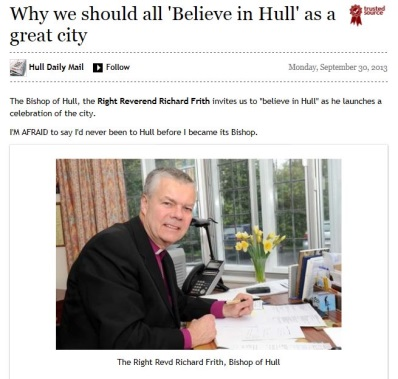 Why we should all 'Believe in Hull' as a
great city
trusted
source
Hull Daily Mail Follow
Monday, September 30, 2013
The Bishop of Hull, the Right Reverend Richard Frith invites us to "believe in Hull" as he launches a
celebration of the city.
I'M AFRAID to say I'd never been to Hull before I became its Bishop.
The Right Revd Richard Frith, Bishop of Hull